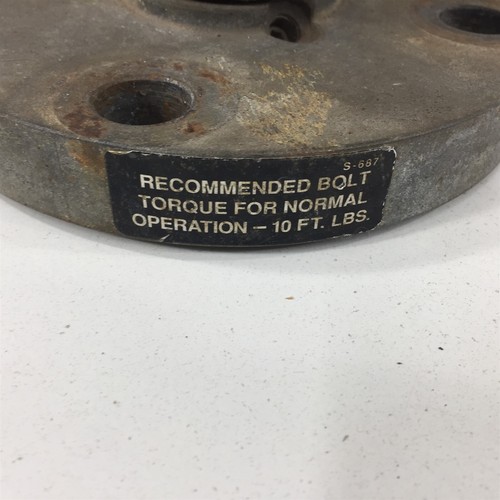 S-687
RECOMMENDED BOLT
TORQUE FOR NORMAL
OPERATION – 10 FT. LBS.